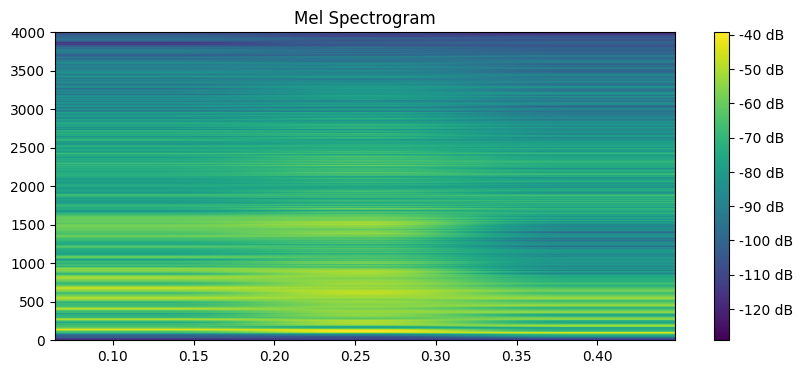 Mel Spectrogram
4000
3500
3000
2500
2000
1500
1000
500
0
0.10 0.15 0.20 0.25 0.30 0.35 0.40
-40 dB
-50 dB
-60 dB
-70 dB
-80 dB
-90 dB
-100 dB
-110 dB
-120 dB